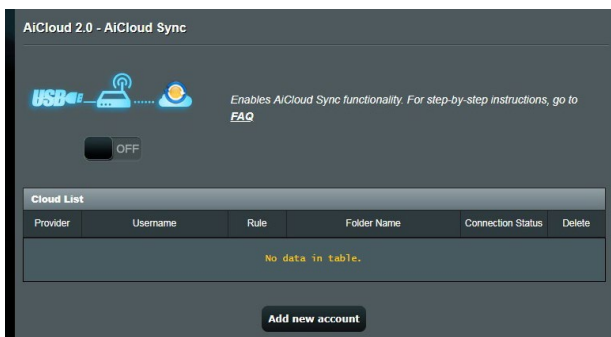 AiCloud 2.0 - AiCloud Sync
USB
Enables AiCloud Sync functionality. For step-by-step instructions, go to
FAQ
OFF
Cloud List
Provider Username Rule Folder Name Connection Status Delete
No data in table.
Add new account